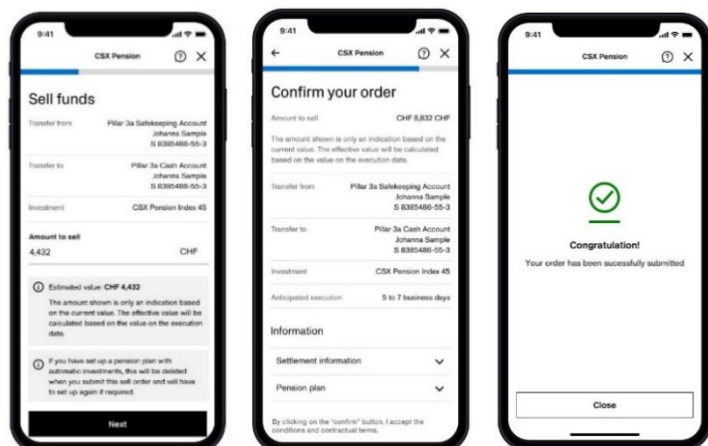 9:41
CSX Pension
Sell funds
Transfer from Pillar 3a Safekeeping Account
Johanna Sample
S 8385486-55-3
Transfer to Pillar 3a Cash Account
Johanna Sample
S 8385486-55-3
Investment CSX Pension Index 45
Amount to sell
4,432 CHF
Estimated value: CHF 4,432
The amount shown is only an indication based
on the current value. The effective value will be
calculated based on the value on the execution
date.
If you have set up a pension plan with
automatic investments, this will be deleted
when you submit this sell order and will have
to set up again if required.
Next
9:41
CSX Pension
Confirm your order
Amount to sell CHF 8,832 CHF
The amount shown is only an indication based on the
current value. The effective value will be calculated
based on the value on the execution date.
Transfer from Pillar 3a Safekeeping Account
Johanna Sample
S 8385486-55-3
Transfer to Pillar 3a Cash Account
Johanna Sample
S 8385486-55-3
Investment CSX Pension Index 45
Anticipated execution 5 to 7 business days
Information
Settlement information
Pension plan
By clicking on the "confirm" button, I accept the
conditions and contractual terms.
9:41
CSX Pension
Congratulation!
Your order has been sucessfully submitted
Close